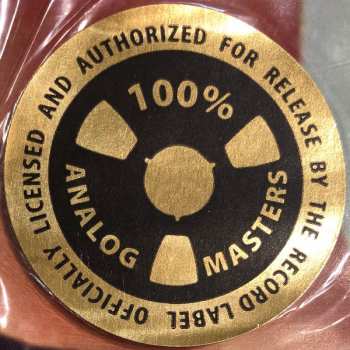 OFFICIALLY LICENSED AND AUTHORIZED FOR RELEASE BY THE RECORD LABEL
100%
ANALOG
MASTERS